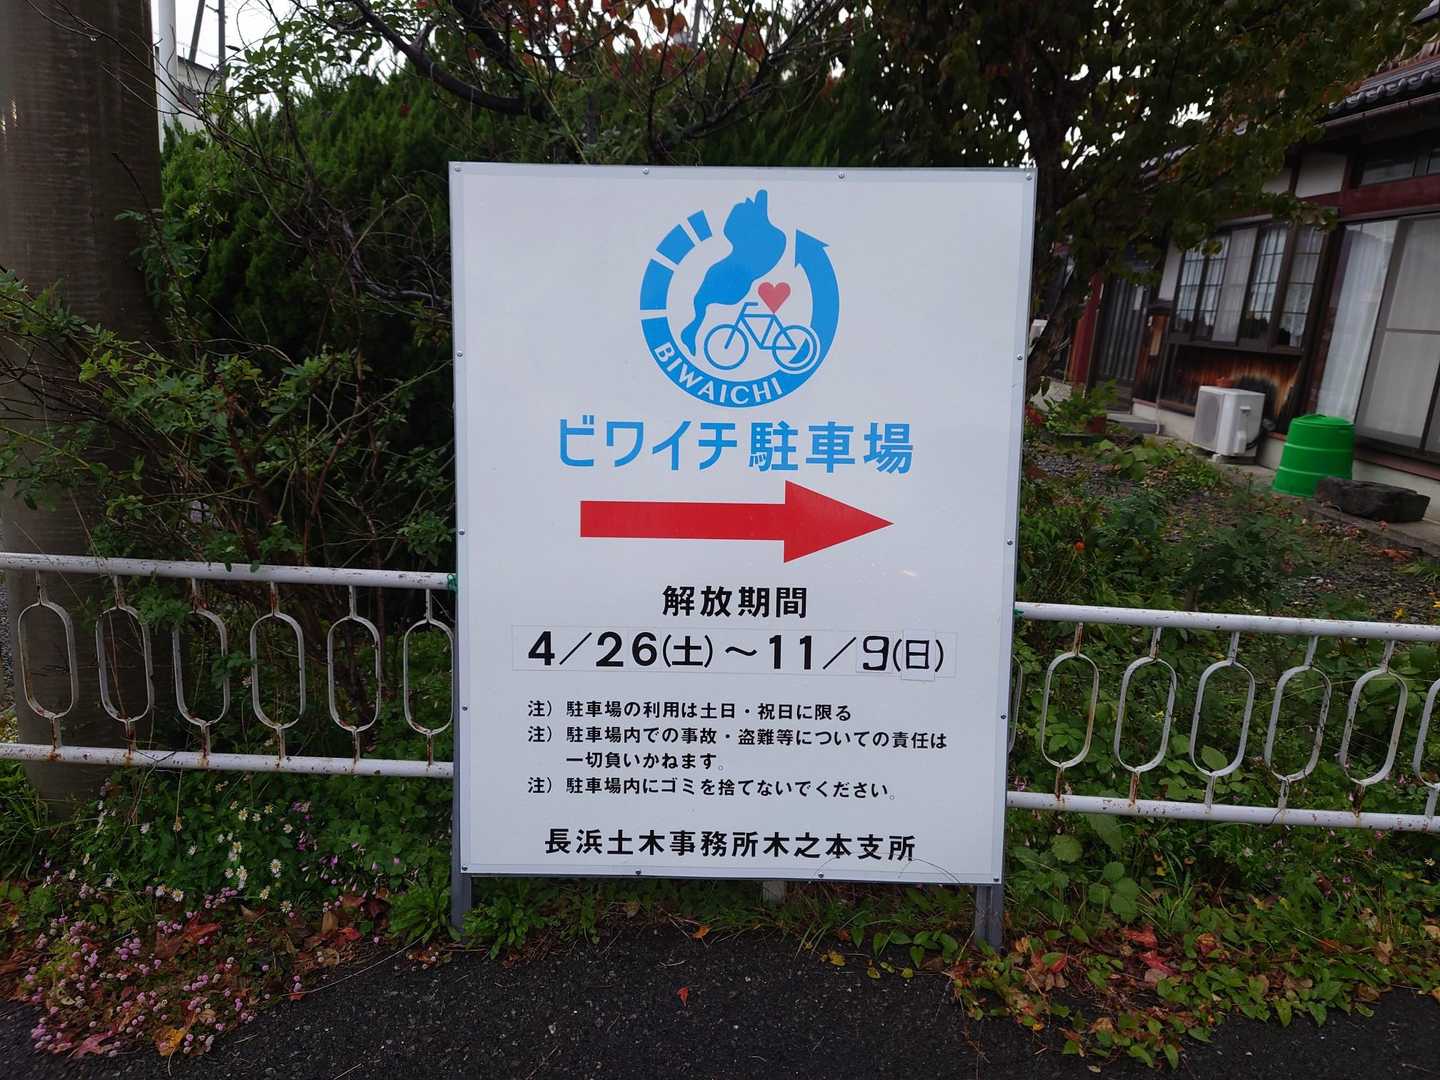 BIWAICHI
ビワイチ駐車場
解放期間
4／26(土)～11／9(日)
注）駐車場の利用は土日・祝日に限る
注）駐車場内での事故・盗難等についての責任は
一切負いかねます。
注）駐車場内にゴミを捨てないでください。
長浜土木事務所木之本支所